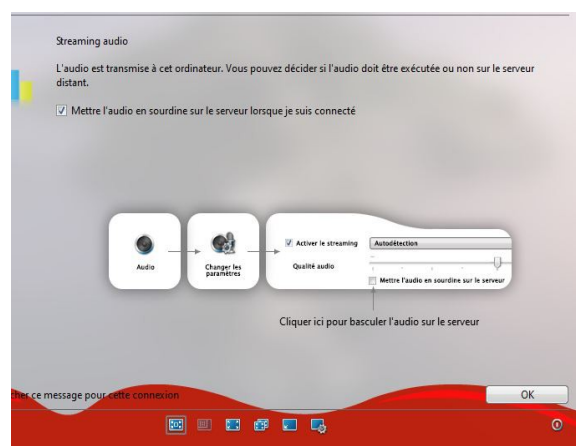 Streaming audio
L'audio est transmise à cet ordinateur. Vous pouvez décider si l'audio doit être exécutée ou non sur le serveur
distant.
Mettre l'audio en sourdine sur le serveur lorsque je suis connecté
Activer le streaming
Autodétection
Audio
Changer les
paramètres
Qualité audio
Mettre l'audio en sourdine sur le serveur
Cliquer ici pour basculer l'audio sur le serveur
cher ce message pour cette connexion
OK